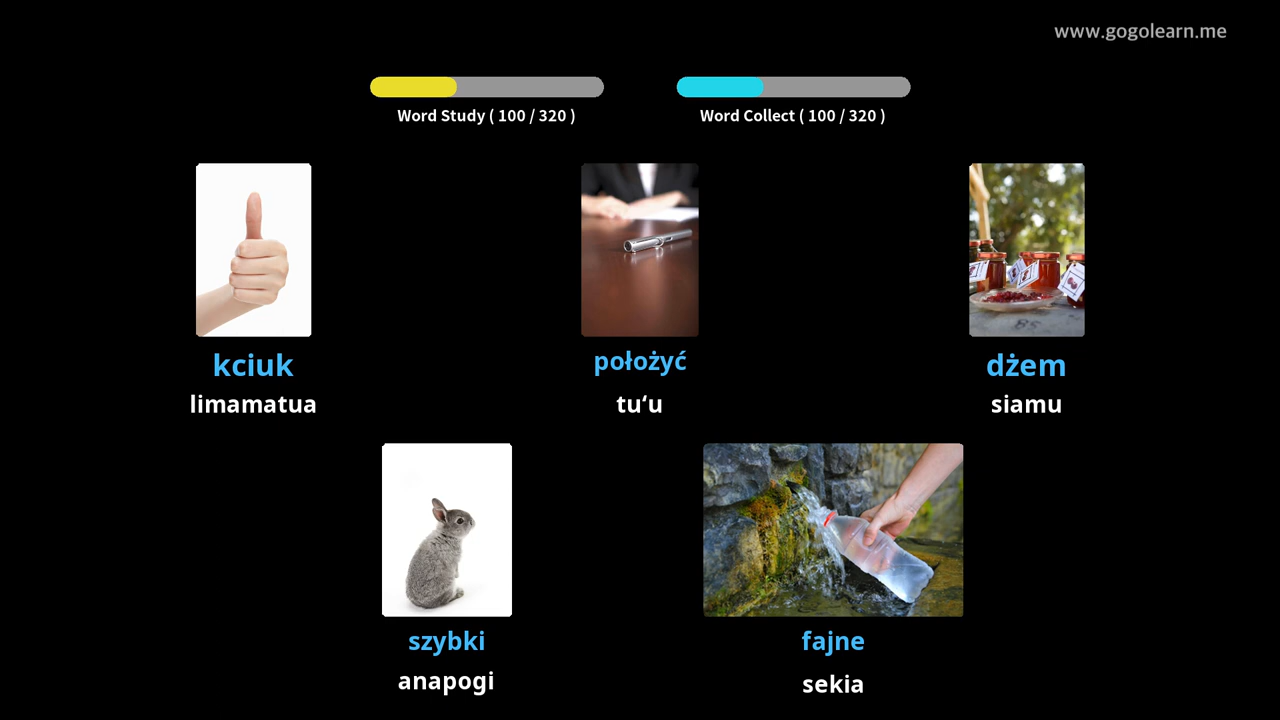 www.gogolearn.me
Word Study ( 100 / 320 )
Word Collect ( 100 / 320 )
kciuk
limamatua
położyć
tuʻu
dżem
siamu
szybki
anapogi
fajne
sekia